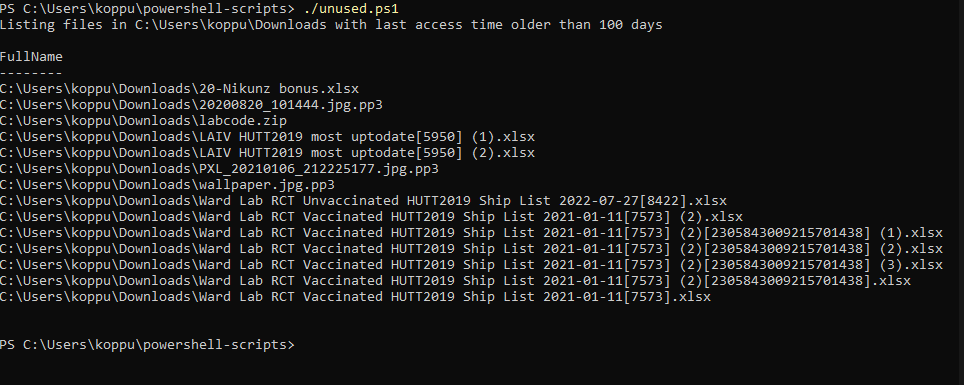 PS C:\Users\koppu\powershell-scripts> ./unused.ps1
Listing files in C:\Users\koppu\Downloads with last access time older than 100 days
FullName
--------
C:\Users\koppu\Downloads\20-Nikunz bonus.xlsx
C:\Users\koppu\Downloads\20200820_101444.jpg.pp3
C:\Users\koppu\Downloads\labcode.zip
C:\Users\koppu\Downloads\LAIV HUTT2019 most uptodate[5950] (1).xlsx
C:\Users\koppu\Downloads\LAIV HUTT2019 most uptodate[5950] (2).xlsx
C:\Users\koppu\Downloads\PXL_20210106_212225177.jpg.pp3
C:\Users\koppu\Downloads\wallpaper.jpg.pp3
C:\Users\koppu\Downloads\Ward Lab RCT Unvaccinated HUTT2019 Ship List 2022-07-27[8422].xlsx
C:\Users\koppu\Downloads\Ward Lab RCT Vaccinated HUTT2019 Ship List 2021-01-11[7573] (2).xlsx
C:\Users\koppu\Downloads\Ward Lab RCT Vaccinated HUTT2019 Ship List 2021-01-11[7573] (2)[2305843009215701438] (1).xlsx
C:\Users\koppu\Downloads\Ward Lab RCT Vaccinated HUTT2019 Ship List 2021-01-11[7573] (2)[2305843009215701438] (2).xlsx
C:\Users\koppu\Downloads\Ward Lab RCT Vaccinated HUTT2019 Ship List 2021-01-11[7573] (2)[2305843009215701438] (3).xlsx
C:\Users\koppu\Downloads\Ward Lab RCT Vaccinated HUTT2019 Ship List 2021-01-11[7573] (2)[2305843009215701438].xlsx
C:\Users\koppu\Downloads\Ward Lab RCT Vaccinated HUTT2019 Ship List 2021-01-11[7573].xlsx
PS C:\Users\koppu\powershell-scripts>